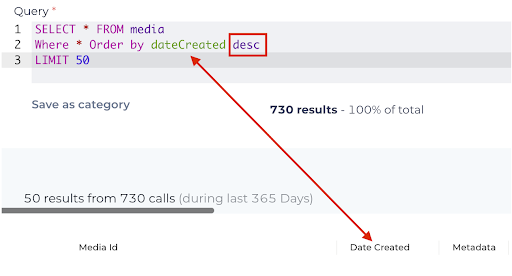 Query *
1 SELECT * FROM media
2 Where * Order by dateCreated desc
3 LIMIT 50
Save as category
730 results - 100% of total
50 results from 730 calls (during last 365 Days)
Media Id Date Created Metadata